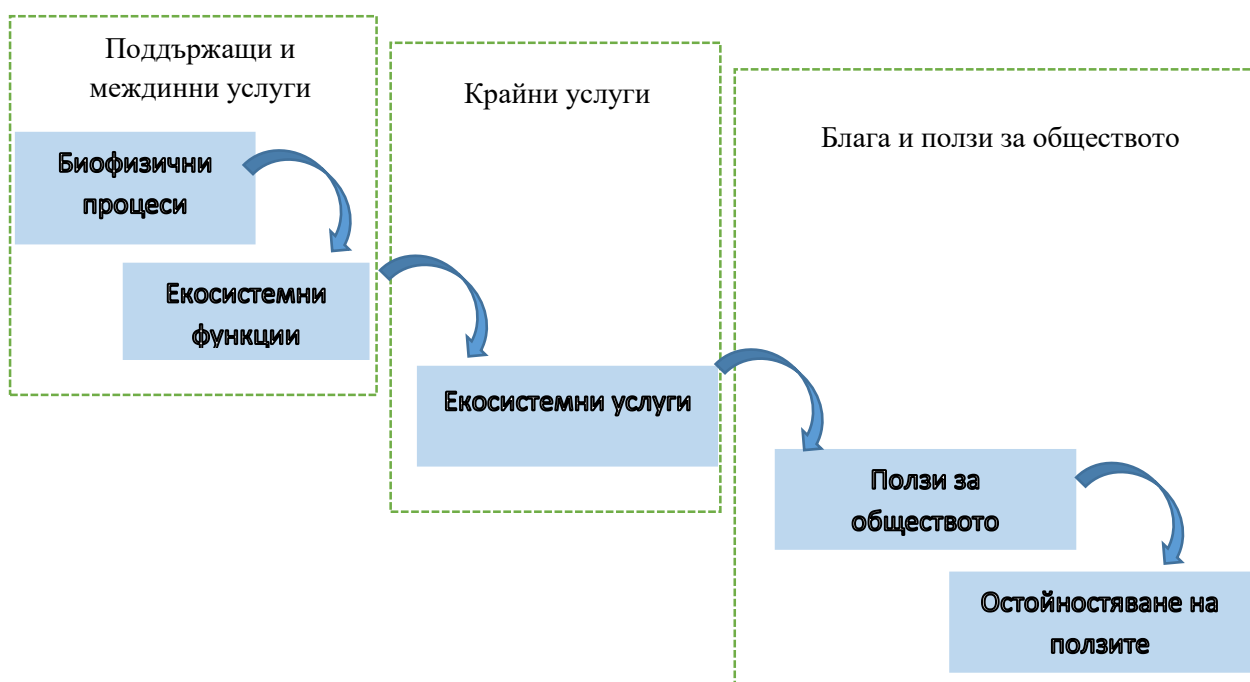 Поддържащи и
междинни услуги
Биофизични
процеси
Екосистемни
функции
Крайни услуги
Екосистемни услуги
Блага и ползи за обществото
Ползи за
обществото
Остойностяване на
ползите